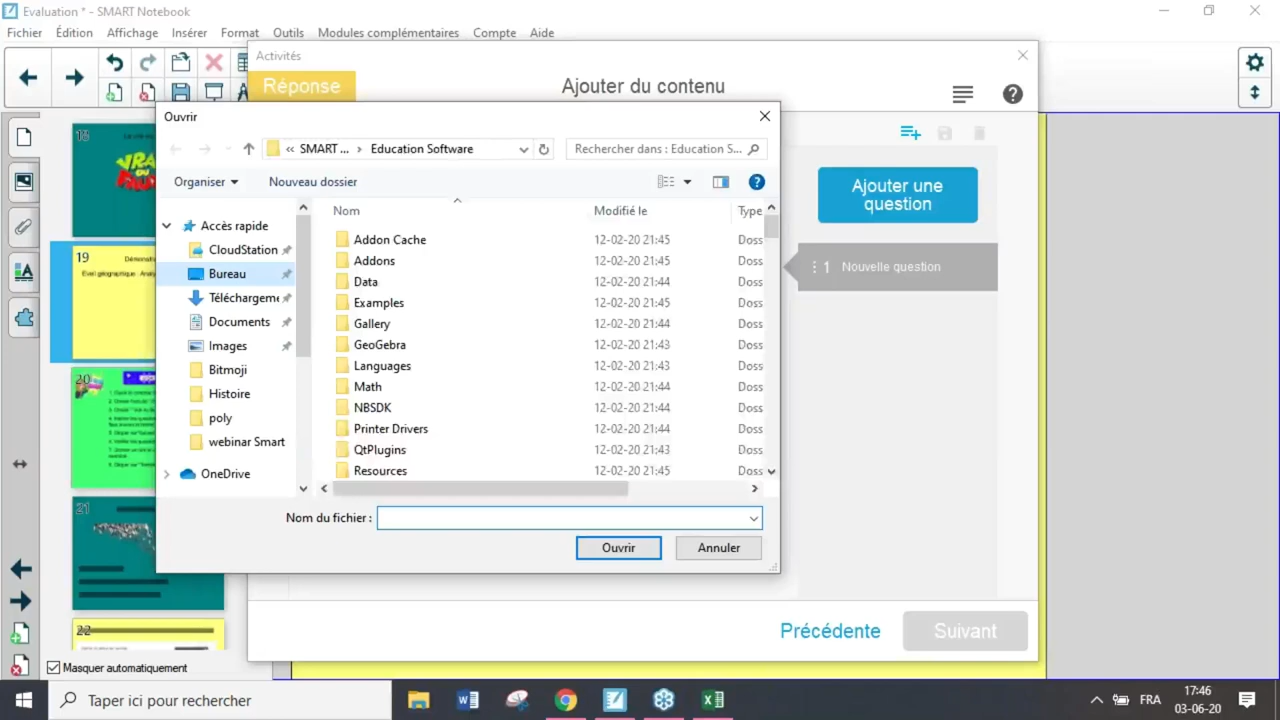 Evaluation * - SMART Notebook
Fichier Édition Affichage Insérer Format Outils Modules complémentaires Compte Aide
Activités
Réponse
Ajouter du contenu
Ouvrir
« SMART ... › Education Software
Rechercher dans : Education S...
Organiser
Nouveau dossier
Nom
Modifié le
Type
Accès rapide
CloudStation
Bureau
Téléchargeme
Documents
Images
Bitmoji
Histoire
poly
webinar Smart
OneDrive
Addon Cache 12-02-20 21:45 Doss
Addons 12-02-20 21:45 Doss
Data 12-02-20 21:44 Doss
Examples 12-02-20 21:45 Doss
Gallery 12-02-20 21:44 Doss
GeoGebra 12-02-20 21:43 Doss
Languages 12-02-20 21:43 Doss
Math 12-02-20 21:44 Doss
NBSDK 12-02-20 21:44 Doss
Printer Drivers 12-02-20 21:44 Doss
QtPlugins 12-02-20 21:43 Doss
Resources 12-02-20 21:45 Doss
Nom du fichier :
Ouvrir
Annuler
Ajouter une
question
1 Nouvelle question
Précédente
Suivant
19
20
21
22
Masquer automatiquement
Taper ici pour rechercher
FRA
17:46
03-06-20